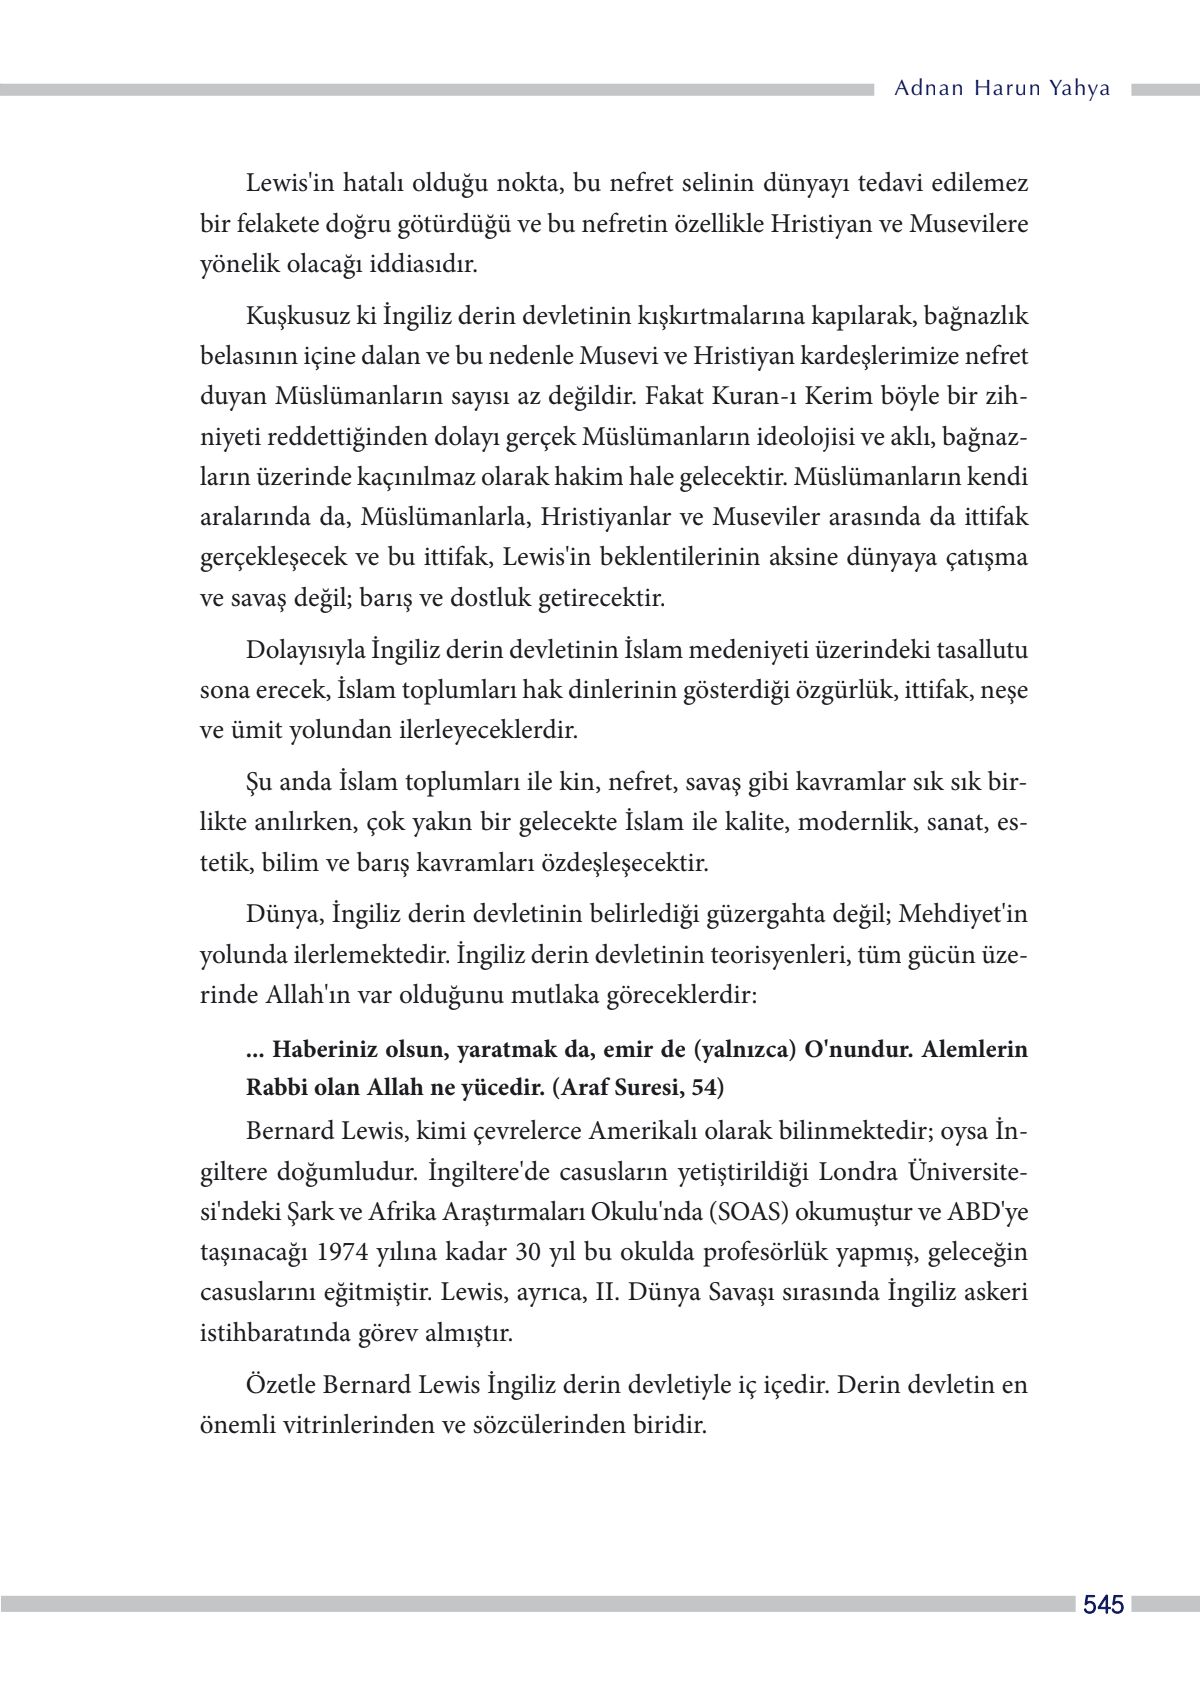 Adnan Harun Yahya
Lewis'in hatalı olduğu nokta, bu nefret selinin dünyayı tedavi edilemez
bir felakete doğru götürdüğü ve bu nefretin özellikle Hristiyan ve Musevilere
yönelik olacağı iddiasıdır.
Kuşkusuz ki İngiliz derin devletinin kışkırtmalarına kapılarak, bağnazlık
belasının içine dalan ve bu nedenle Musevi ve Hristiyan kardeşlerimize nefret
duyan Müslümanların sayısı az değildir. Fakat Kuran-ı Kerim böyle bir zih-
niyeti reddettiğinden dolayı gerçek Müslümanların ideolojisi ve aklı, bağnaz-
ların üzerinde kaçınılmaz olarak hakim hale gelecektir. Müslümanların kendi
aralarında da, Müslümanlarla, Hristiyanlar ve Museviler arasında da ittifak
gerçekleşecek ve bu ittifak, Lewis'in beklentilerinin aksine dünyaya çatışma
ve savaş değil; barış ve dostluk getirecektir.
Dolayısıyla İngiliz derin devletinin İslam medeniyeti üzerindeki tasallutu
sona erecek, İslam toplumları hak dinlerinin gösterdiği özgürlük, ittifak, neşe
ve ümit yolundan ilerleyeceklerdir.
Şu anda İslam toplumları ile kin, nefret, savaş gibi kavramlar sık sık bir-
likte anılırken, çok yakın bir gelecekte İslam ile kalite, modernlik, sanat, es-
tetik, bilim ve barış kavramları özdeşleşecektir.
Dünya, İngiliz derin devletinin belirlediği güzergahta değil; Mehdiyet'in
yolunda ilerlemektedir. İngiliz derin devletinin teorisyenleri, tüm gücün üze-
rinde Allah'ın var olduğunu mutlaka göreceklerdir:
... Haberiniz olsun, yaratmak da, emir de (yalnızca) O'nundur. Alemlerin
Rabbi olan Allah ne yücedir. (Araf Suresi, 54)
Bernard Lewis, kimi çevrelerce Amerikalı olarak bilinmektedir; oysa İn-
giltere doğumludur. İngiltere'de casusların yetiştirildiği Londra Üniversite-
si'ndeki Şark ve Afrika Araştırmaları Okulu'nda (SOAS) okumuştur ve ABD'ye
taşınacağı 1974 yılına kadar 30 yıl bu okulda profesörlük yapmış, geleceğin
casuslarını eğitmiştir. Lewis, ayrıca, II. Dünya Savaşı sırasında İngiliz askeri
istihbaratında görev almıştır.
Özetle Bernard Lewis İngiliz derin devletiyle iç içedir. Derin devletin en
önemli vitrinlerinden ve sözcülerinden biridir.
545